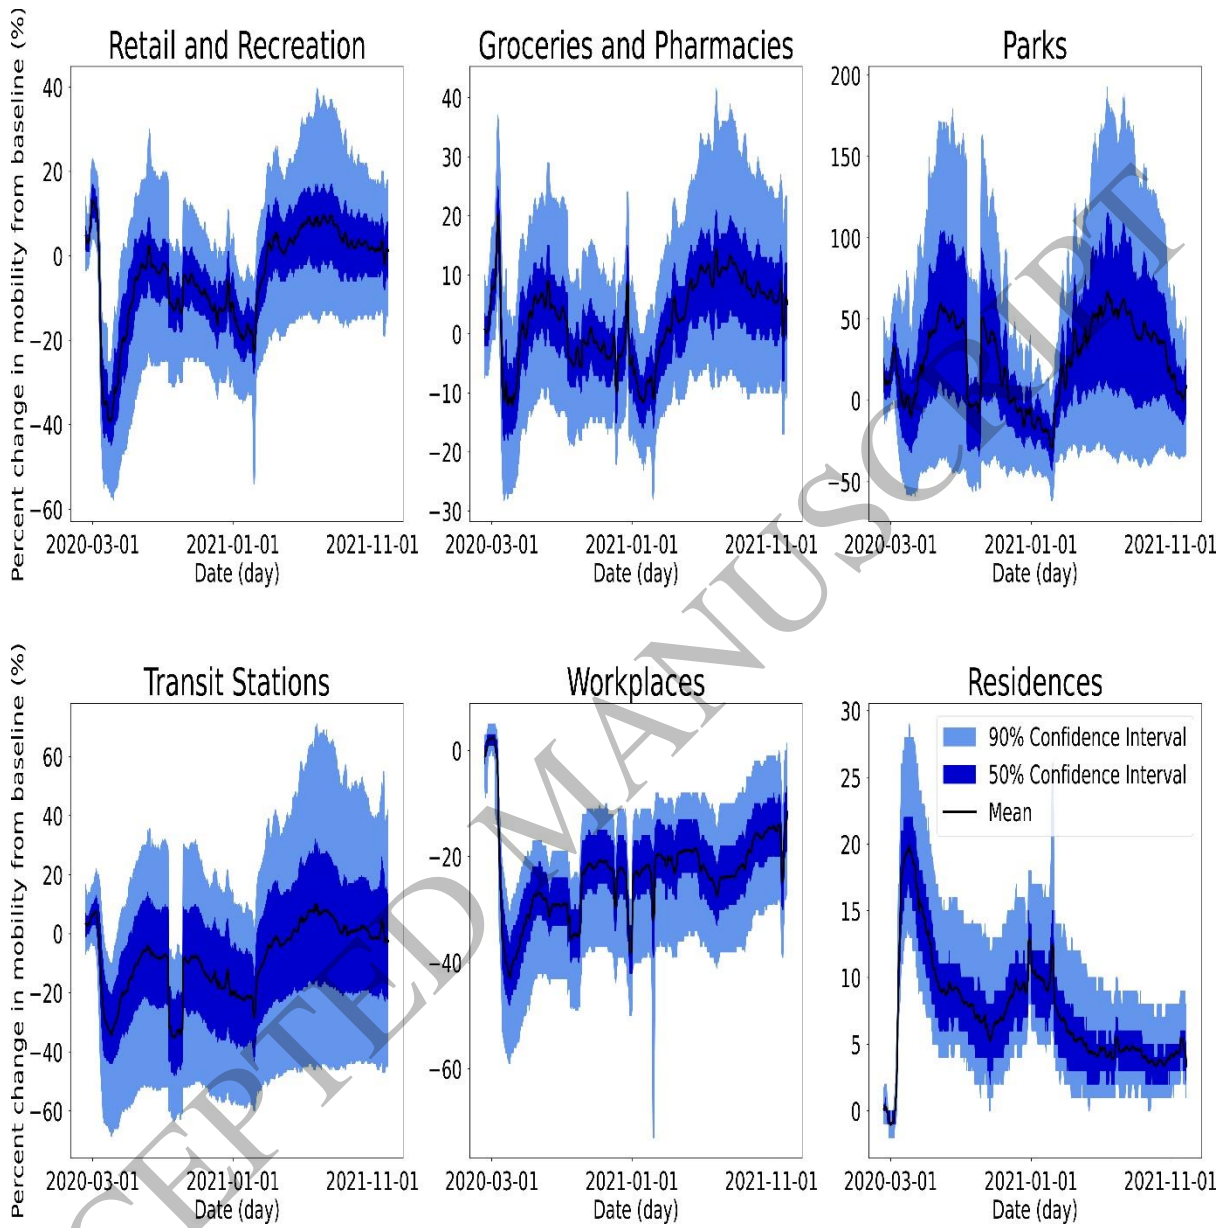 Retail and Recreation
Groceries and Pharmacies
Parks
Percent change in mobility from baseline (%)
40
20
0
−20
−40
−60
2020-03-01 2021-01-01 2021-11-01
Date (day)
40
30
20
10
0
−10
−20
−30
2020-03-01 2021-01-01 2021-11-01
Date (day)
200
150
100
50
0
−50
2020-03-01 2021-01-01 2021-11-01
Date (day)
Transit Stations
Workplaces
Residences
Percent change in mobility from baseline (%)
60
40
20
0
−20
−40
−60
2020-03-01 2021-01-01 2021-11-01
Date (day)
0
−20
−40
−60
2020-03-01 2021-01-01 2021-11-01
Date (day)
30
25
20
15
10
5
0
90% Confidence Interval
50% Confidence Interval
Mean
2020-03-01 2021-01-01 2021-11-01
Date (day)
CEPTED MANUSCRIPT